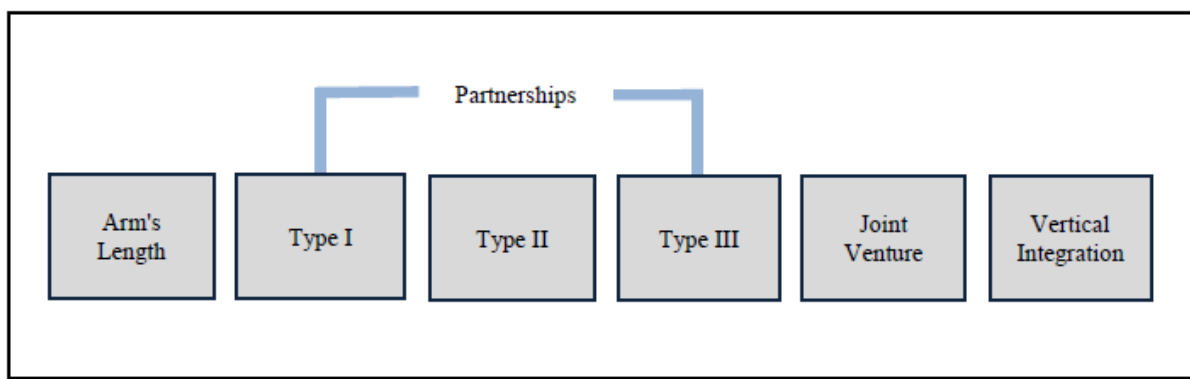 Partnerships
Arm's
Length
Type I
Type II
Type III
Joint
Venture
Vertical
Integration